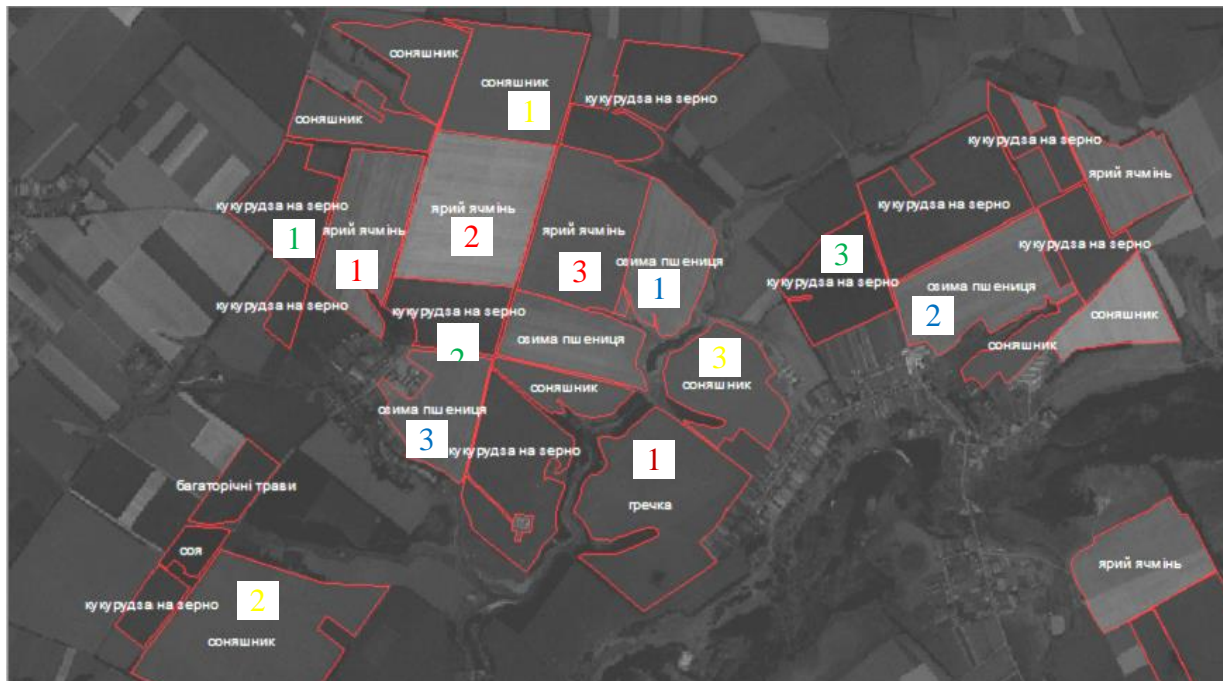 соняшник
соняшник
1
кукурудза на зерно
соняшник
кукурудза на зерно
ярий ячмінь
кукурудза на зерно
1
ярий ячмінь
1
ярий ячмінь
2
ярий ячмінь
3
озима пшениця
1
кукурудза на зерно
3
кукурудза на зерно
кукурудза на зерно
озима пшениця
2
соняшник
соняшник
кукурудза на зерно
кукурудза на зерно
2
озима пшениця
3
соняшник
соняшник
озима пшениця
3
кукурудза на зерно
1
гречка
багаторічні трави
соя
кукурудза на зерно
2
соняшник
ярий ячмінь